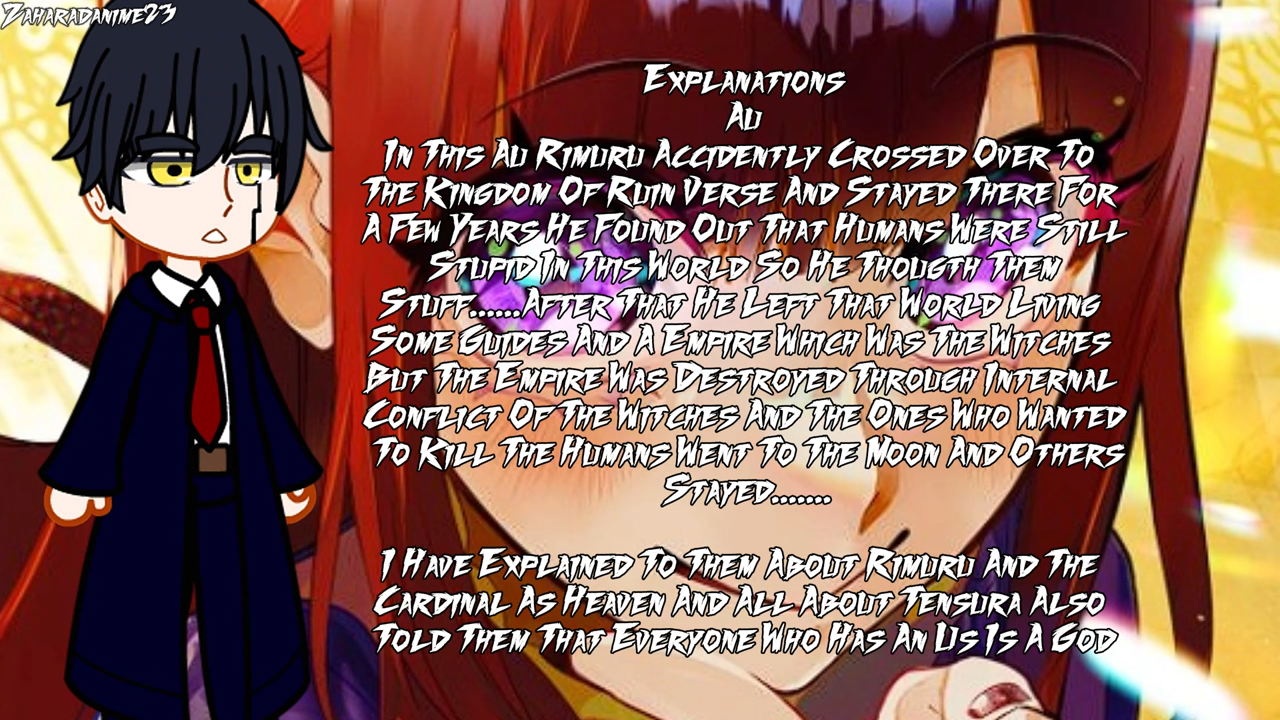 Zaharadanime23
Explanations
Au
In This Au Rimuru Accidently Crossed Over To
The Kingdom Of Ruin Verse And Stayed There For
A Few Years He Found Out That Humans Were Still
Stupid In This World So He Thougth Them
Stuff......After That He Left That World Living
Some Guides And A Empire Which Was The Witches
But The Empire Was Destroyed Through Internal
Conflict Of The Witches And The Ones Who Wanted
To Kill The Humans Went To The Moon And Others
Stayed.......
I Have Explained To Them About Rimuru And The
Cardinal As Heaven And All About Tensura Also
Told Them That Everyone Who Has An Us Is A God